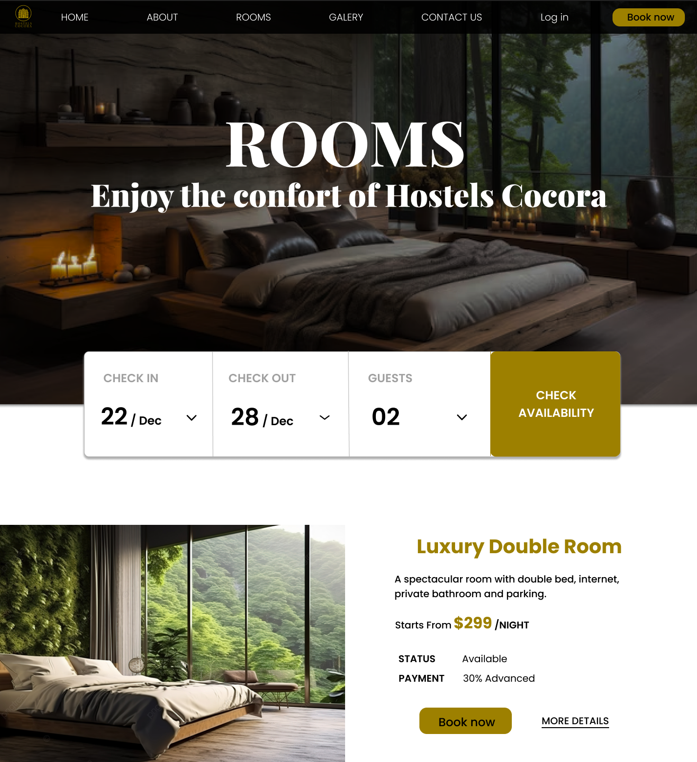 HOME ABOUT ROOMS GALERY CONTACT US Log in Book now
ROOMS
Enjoy the confort of Hostels Cocora
CHECK IN CHECK OUT GUESTS
22 / Dec 28 / Dec 02
CHECK
AVAILABILITY
Luxury Double Room
A spectacular room with double bed, internet,
private bathroom and parking.
Starts From $299 /NIGHT
STATUS Available
PAYMENT 30% Advanced
Book now MORE DETAILS